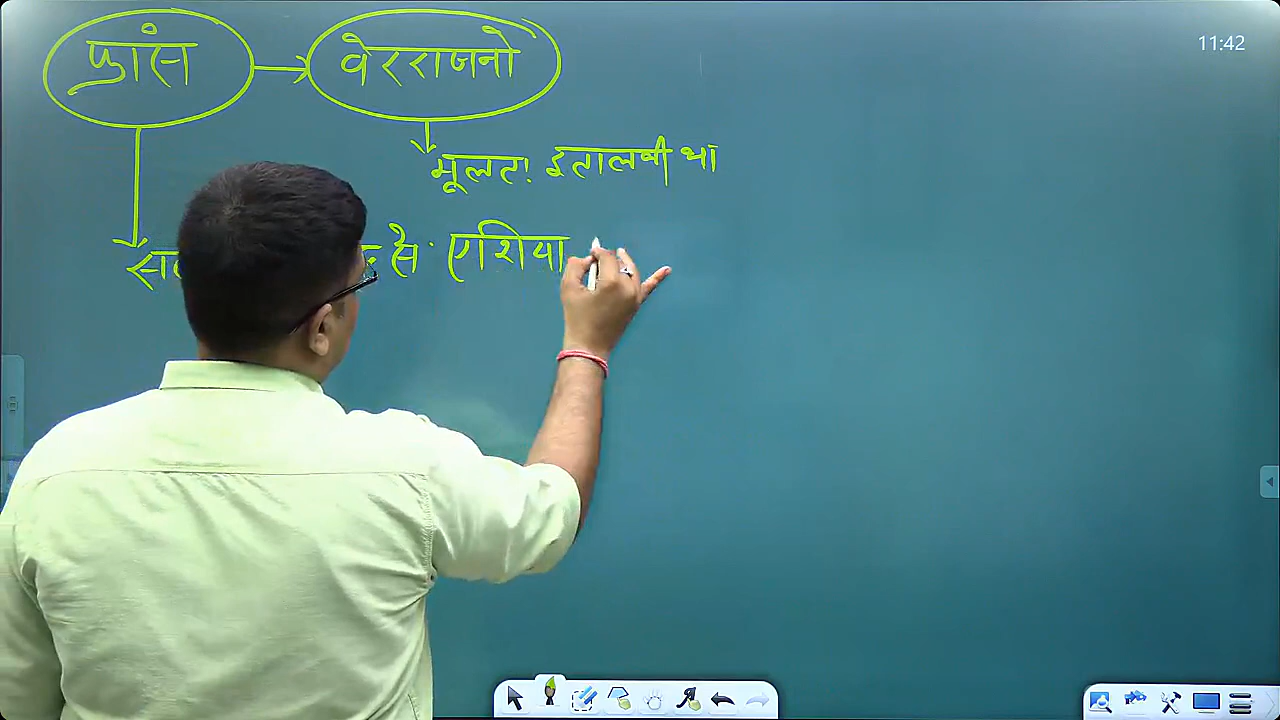 11:42
फ्रांस वेरराजनो
मूलतः इतालवी था
से एशिया